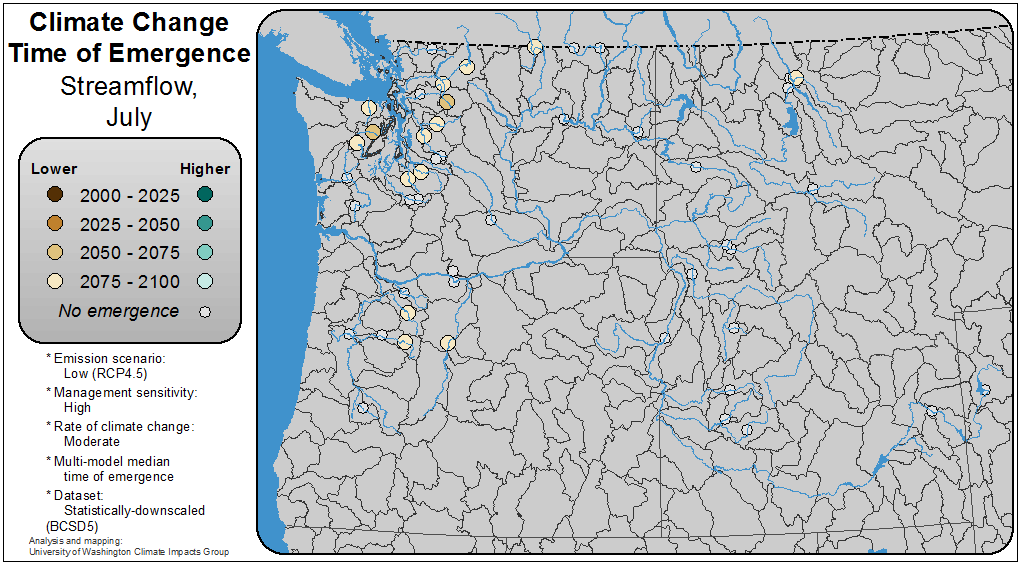 Climate Change
Time of Emergence
Streamflow,
July
Lower Higher
2000 - 2025
2025 - 2050
2050 - 2075
2075 - 2100
No emergence
* Emission scenario:
Low (RCP4.5)
* Management sensitivity:
High
* Rate of climate change:
Moderate
* Multi-model median
time of emergence
* Dataset:
Statistically-downscaled
(BCSD5)
Analysis and mapping:
University of Washington Climate Impacts Group